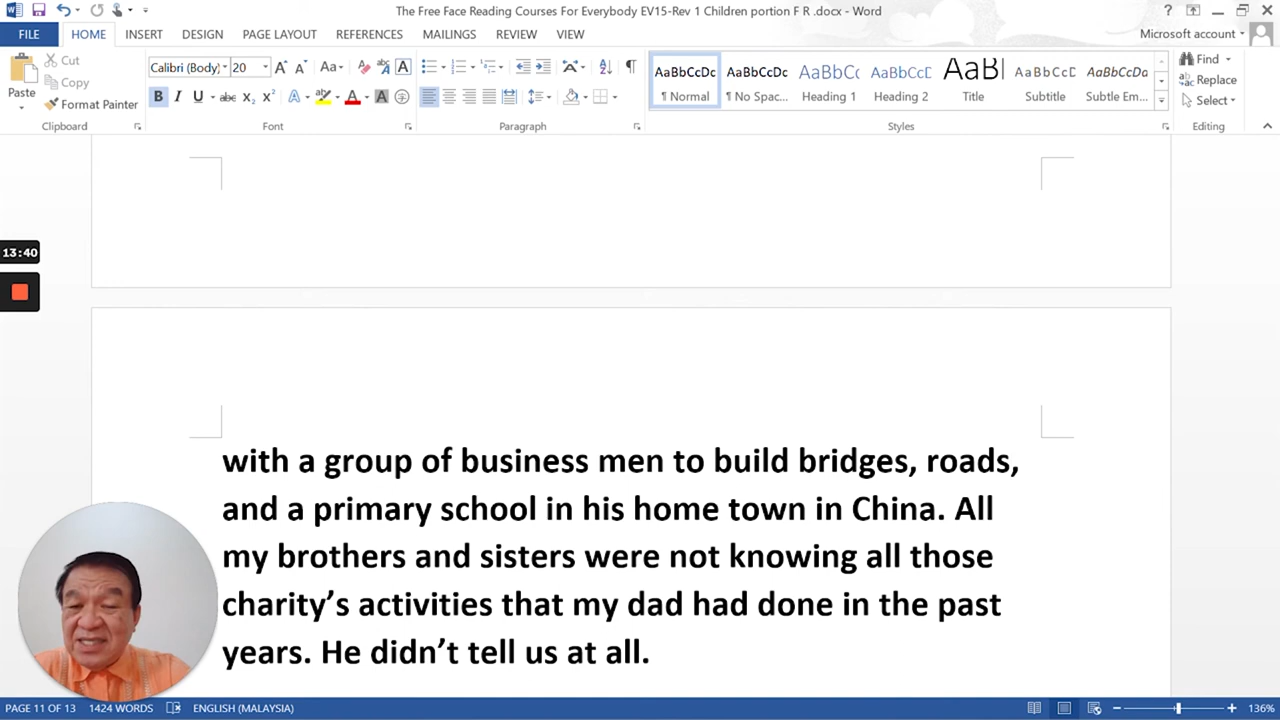 The Free Face Reading Courses For Everybody EV15-Rev 1 Children portion F R .docx - Word
FILE HOME INSERT DESIGN PAGE LAYOUT REFERENCES MAILINGS REVIEW VIEW Microsoft account
Paste
Cut
Copy
Format Painter
Clipboard
Calibri (Body) 20
Font
Paragraph
AaBbCcDc AaBbCcDc AaBbCc AaBbCcC AaB AaBbCcD AaBbCcDc
¶ Normal ¶ No Spac... Heading 1 Heading 2 Title Subtitle Subtle Em...
Styles
Find
Replace
Select
Editing
13:40
with a group of business men to build bridges, roads,
and a primary school in his home town in China. All
my brothers and sisters were not knowing all those
charity’s activities that my dad had done in the past
years. He didn’t tell us at all.
PAGE 11 OF 13 1424 WORDS ENGLISH (MALAYSIA) 136%